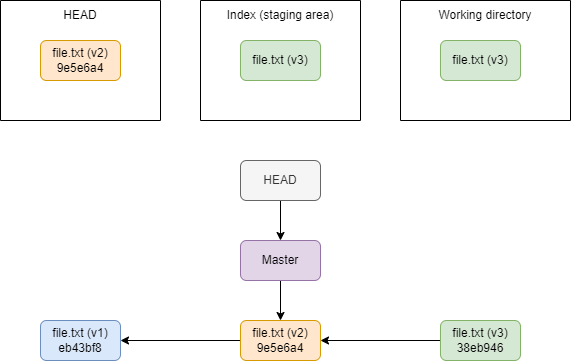 HEAD
file.txt (v2)
9e5e6a4
Index (staging area)
file.txt (v3)
Working directory
file.txt (v3)
HEAD
Master
file.txt (v1)
eb43bf8
file.txt (v2)
9e5e6a4
file.txt (v3)
38eb946